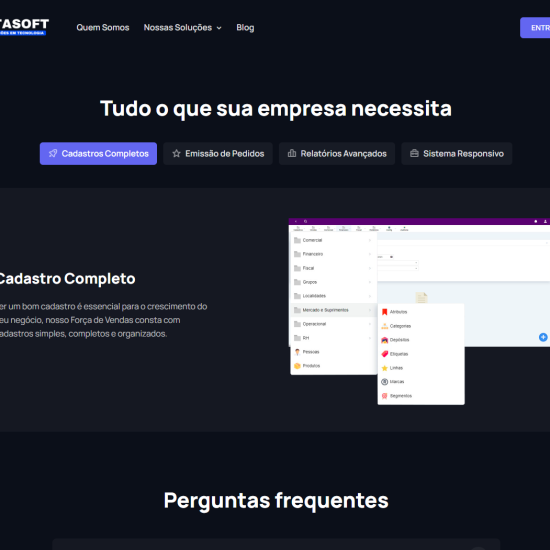 TASOFT
ÕES EM TECNOLOGIA
Quem Somos
Nossas Soluções
Blog
ENTR
Tudo o que sua empresa necessita
Cadastros Completos
Emissão de Pedidos
Relatórios Avançados
Sistema Responsivo
Cadastro Completo
er um bom cadastro é essencial para o crescimento do
eu negócio, nosso Força de Vendas consta com
adastros simples, completos e organizados.
Comercial
Financeiro
Fiscal
Grupos
Localidades
Mercado e Suprimentos
Operacional
RH
Pessoas
Produtos
Atributos
Categorias
Depósitos
Etiquetas
Linhas
Marcas
Segmentos
Perguntas frequentes